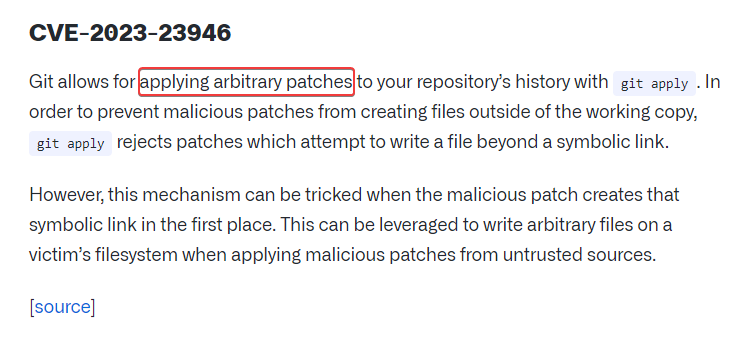 CVE-2023-23946
Git allows for applying arbitrary patches to your repository's history with git apply . In
order to prevent malicious patches from creating files outside of the working copy,
git apply rejects patches which attempt to write a file beyond a symbolic link.
However, this mechanism can be tricked when the malicious patch creates that
symbolic link in the first place. This can be leveraged to write arbitrary files on a
victim's filesystem when applying malicious patches from untrusted sources.
[source]